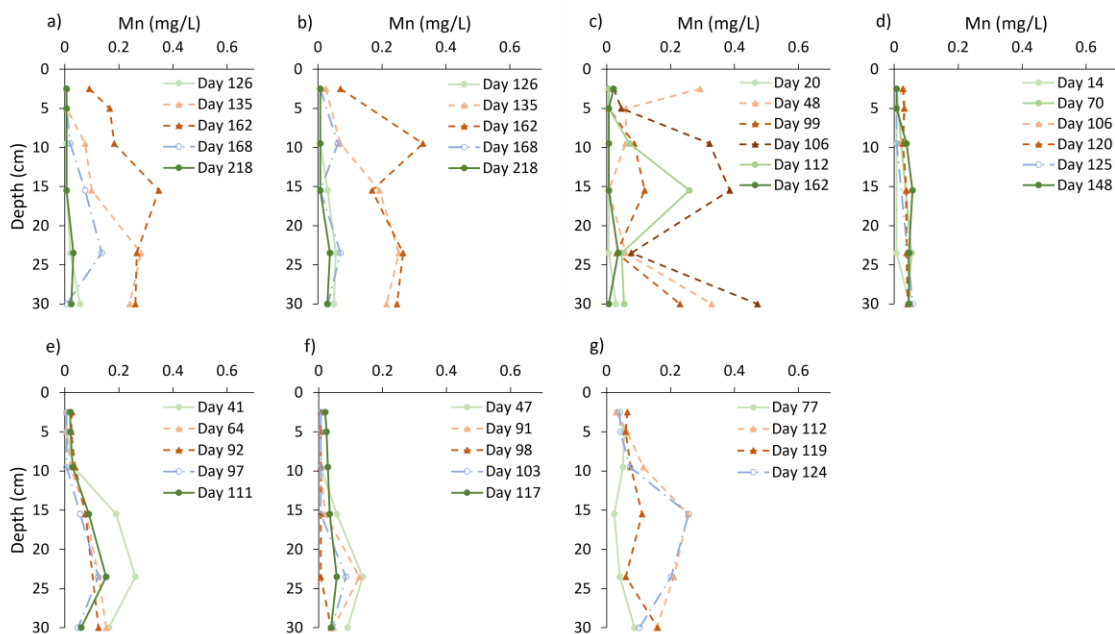 a) Mn (mg/L)
0 0.2 0.4 0.6
Depth (cm)
0
5
10
15
20
25
30
Day 126
Day 135
Day 162
Day 168
Day 218
b) Mn (mg/L)
0 0.2 0.4 0.6
Day 126
Day 135
Day 162
Day 168
Day 218
c) Mn (mg/L)
0 0.2 0.4 0.6
Day 20
Day 48
Day 99
Day 106
Day 112
Day 162
d) Mn (mg/L)
0 0.2 0.4 0.6
Day 14
Day 70
Day 106
Day 120
Day 125
Day 148
e)
0 0.2 0.4 0.6
Depth (cm)
0
5
10
15
20
25
30
Day 41
Day 64
Day 92
Day 97
Day 111
f)
0 0.2 0.4 0.6
Day 47
Day 91
Day 98
Day 103
Day 117
g)
0 0.2 0.4 0.6
Day 77
Day 112
Day 119
Day 124